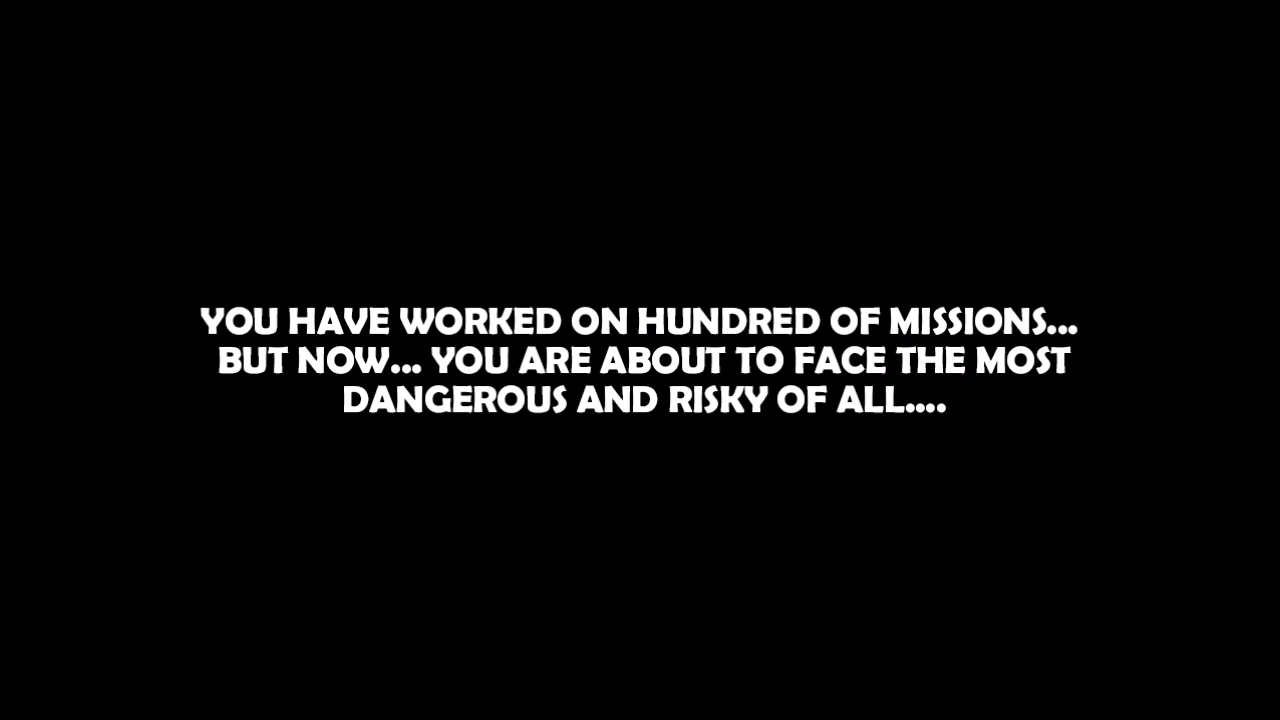 YOU HAVE WORKED ON HUNDRED OF MISSIONS...
BUT NOW... YOU ARE ABOUT TO FACE THE MOST
DANGEROUS AND RISKY OF ALL....